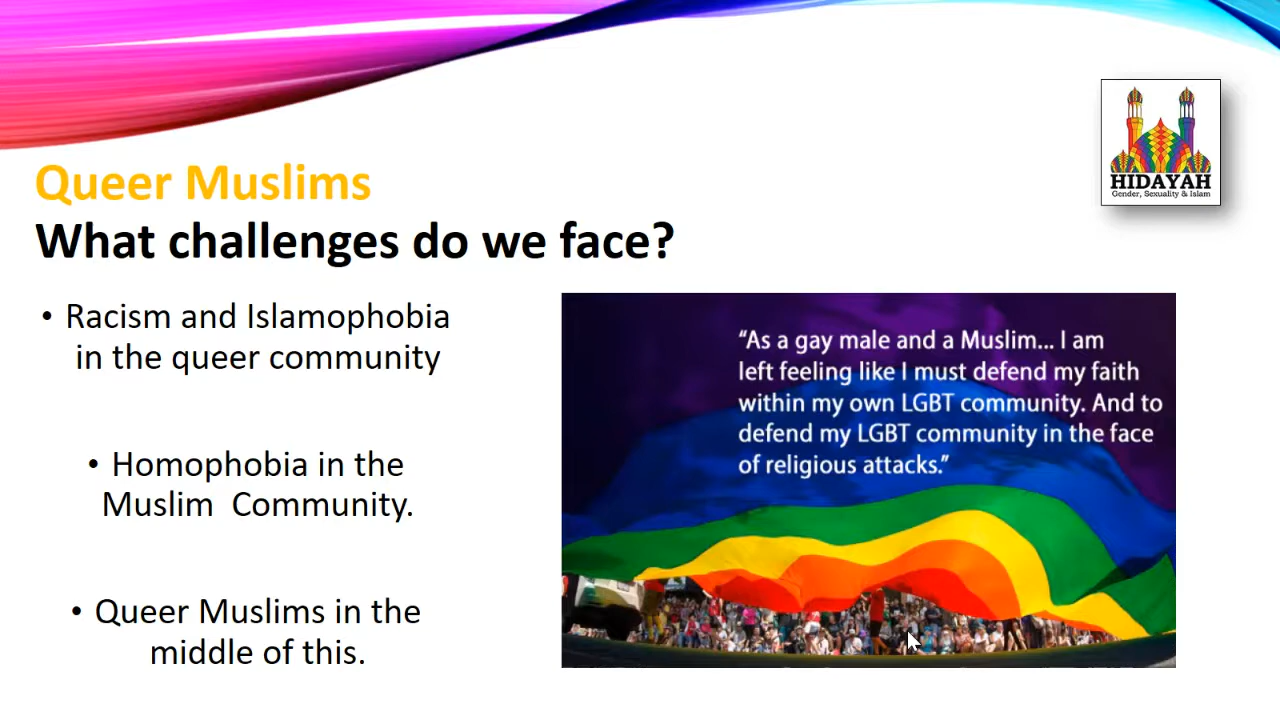 HIDAYAH
Gender, Sexuality & Islam
Queer Muslims
What challenges do we face?
• Racism and Islamophobia
in the queer community
• Homophobia in the
Muslim  Community.
• Queer Muslims in the
middle of this.
“As a gay male and a Muslim... I am
left feeling like I must defend my faith
within my own LGBT community. And to
defend my LGBT community in the face
of religious attacks.”